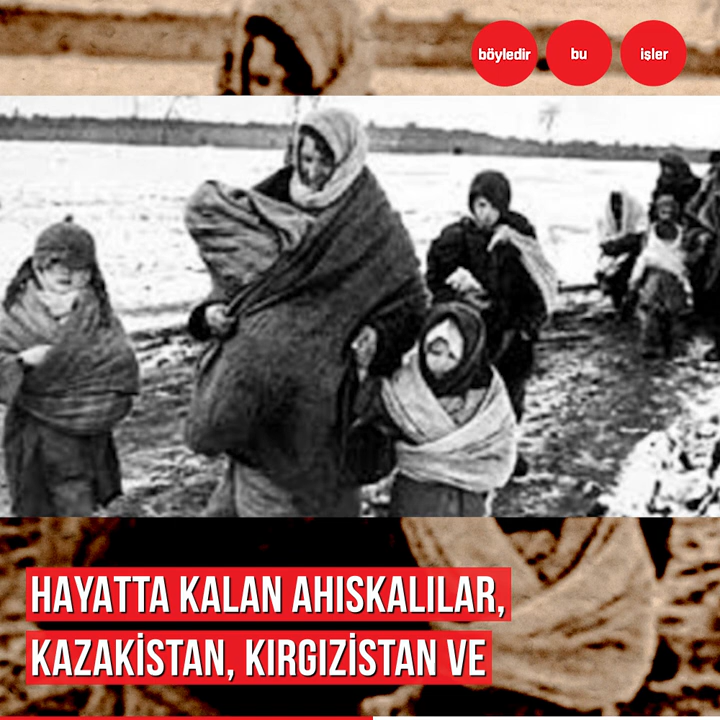 böyledir bu işler
HAYATTA KALAN AHISKALILAR,
KAZAKİSTAN, KIRGIZİSTAN VE